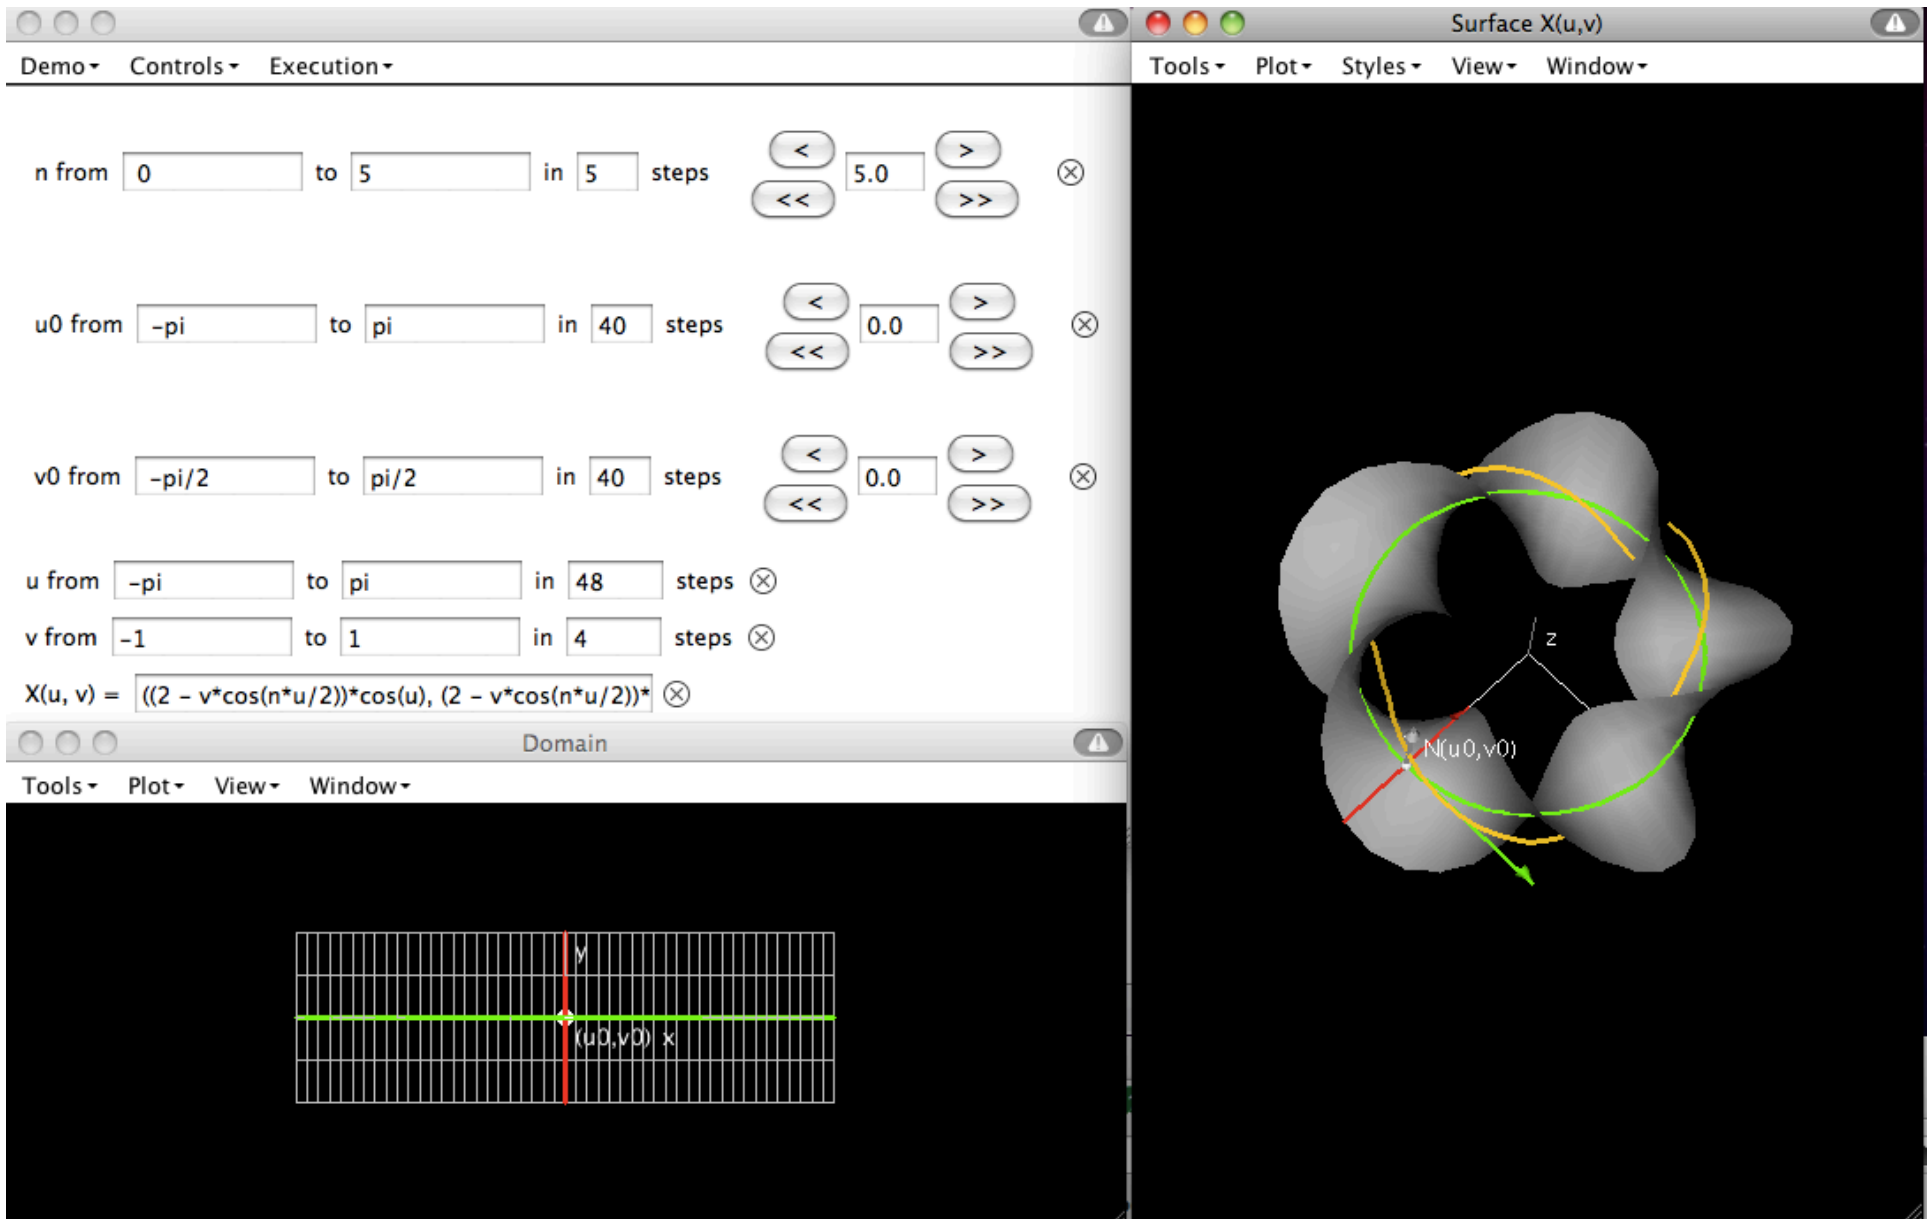 Demo Controls Execution
n from 0 to 5 in 5 steps < 5.0 > << >>
u0 from -pi to pi in 40 steps < 0.0 > << >>
v0 from -pi/2 to pi/2 in 40 steps < 0.0 > << >>
u from -pi to pi in 48 steps
v from -1 to 1 in 4 steps
X(u, v) = ((2 - v*cos(n*u/2))*cos(u), (2 - v*cos(n*u/2))*
Domain
Tools Plot View Window
y
(u0,v0) x
Surface X(u,v)
Tools Plot Styles View Window
z
N(u0,v0)